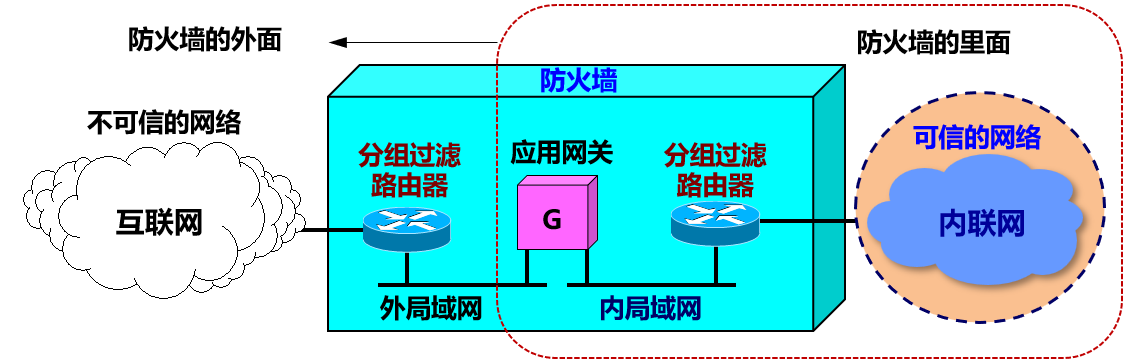 防火墙的外面
防火墙的里面
防火墙
不可信的网络
可信的网络
分组过滤
路由器
应用网关
分组过滤
路由器
互联网
G
内联网
外局域网
内局域网